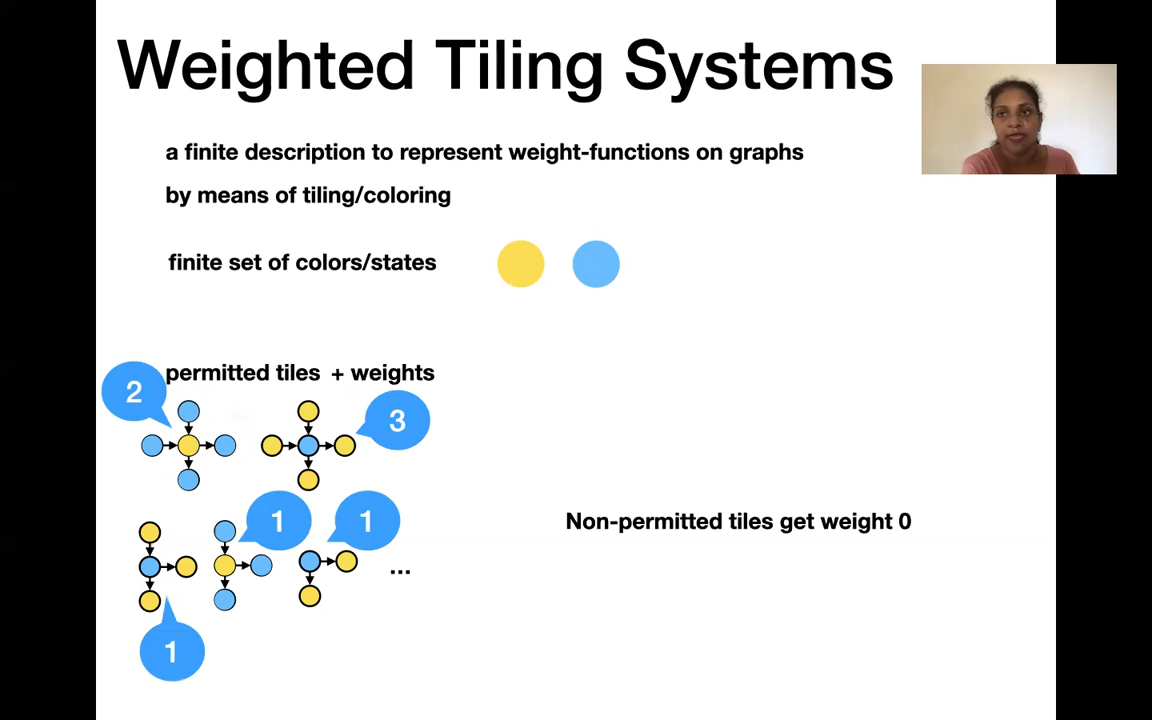 Weighted Tiling Systems
a finite description to represent weight-functions on graphs
by means of tiling/coloring
finite set of colors/states
permitted tiles + weights
2
3
1
1
...
Non-permitted tiles get weight 0
1